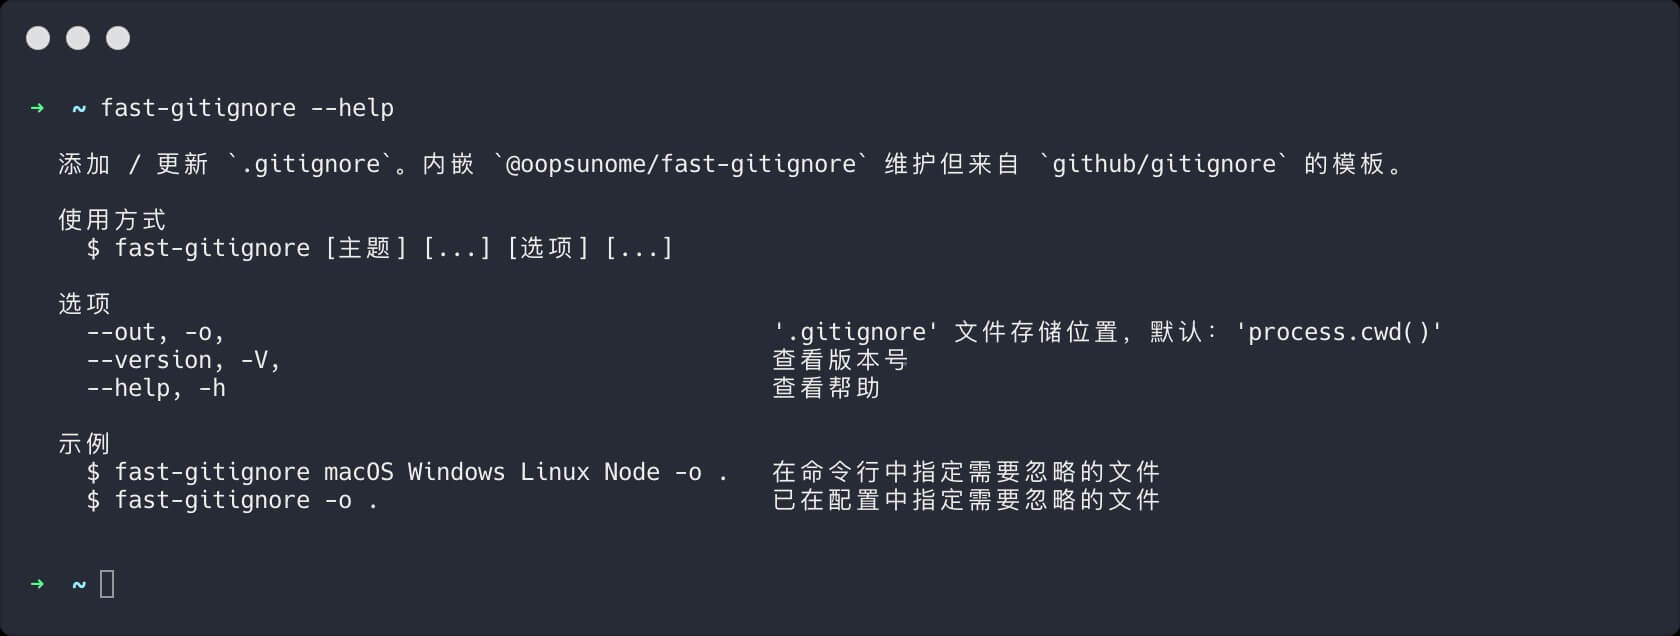 ➜ ~ fast-gitignore --help
添加 / 更新 `.gitignore`。内嵌 `@oopsunome/fast-gitignore` 维护但来自 `github/gitignore` 的模板。
使用方式
$ fast-gitignore [主题] [...] [选项] [...]
选项
--out, -o, '.gitignore' 文件存储位置, 默认: 'process.cwd()'
--version, -V, 查看版本号
--help, -h 查看帮助
示例
$ fast-gitignore macOS Windows Linux Node -o . 在命令行中指定需要忽略的文件
$ fast-gitignore -o . 已在配置中指定需要忽略的文件
➜ ~